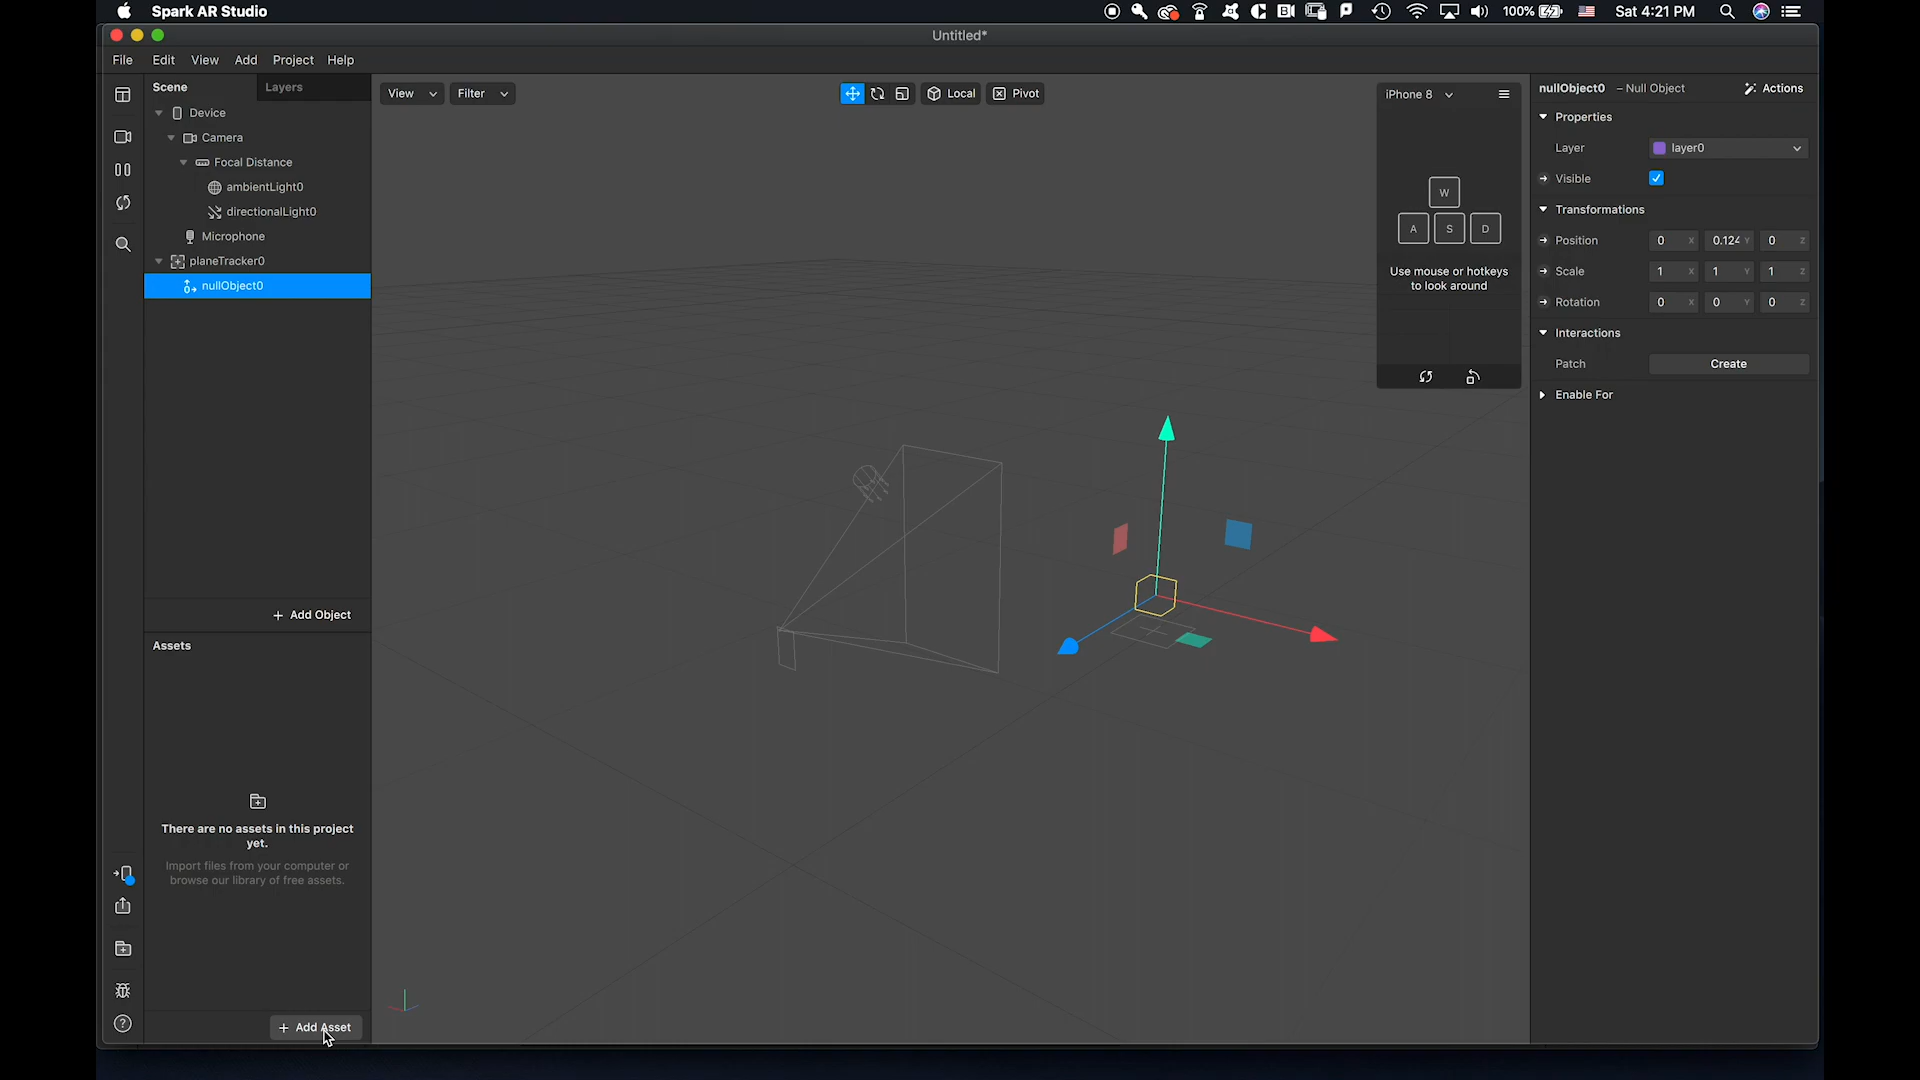 Spark AR Studio
100%
Sat 4:21 PM
Untitled*
File Edit View Add Project Help
Scene
Layers
Device
Camera
Focal Distance
ambientLight0
directionalLight0
Microphone
planeTracker0
nullObject0
+ Add Object
Assets
There are no assets in this project
yet.
Import files from your computer or
browse our library of free assets.
+ Add Asset
View
Filter
Local
Pivot
iPhone 8
W
A S D
Use mouse or hotkeys
to look around
nullObject0 – Null Object
Actions
Properties
Layer layer0
Visible
Transformations
Position 0 X 0.124 Y 0 Z
Scale 1 X 1 Y 1 Z
Rotation 0 X 0 Y 0 Z
Interactions
Patch Create
Enable For